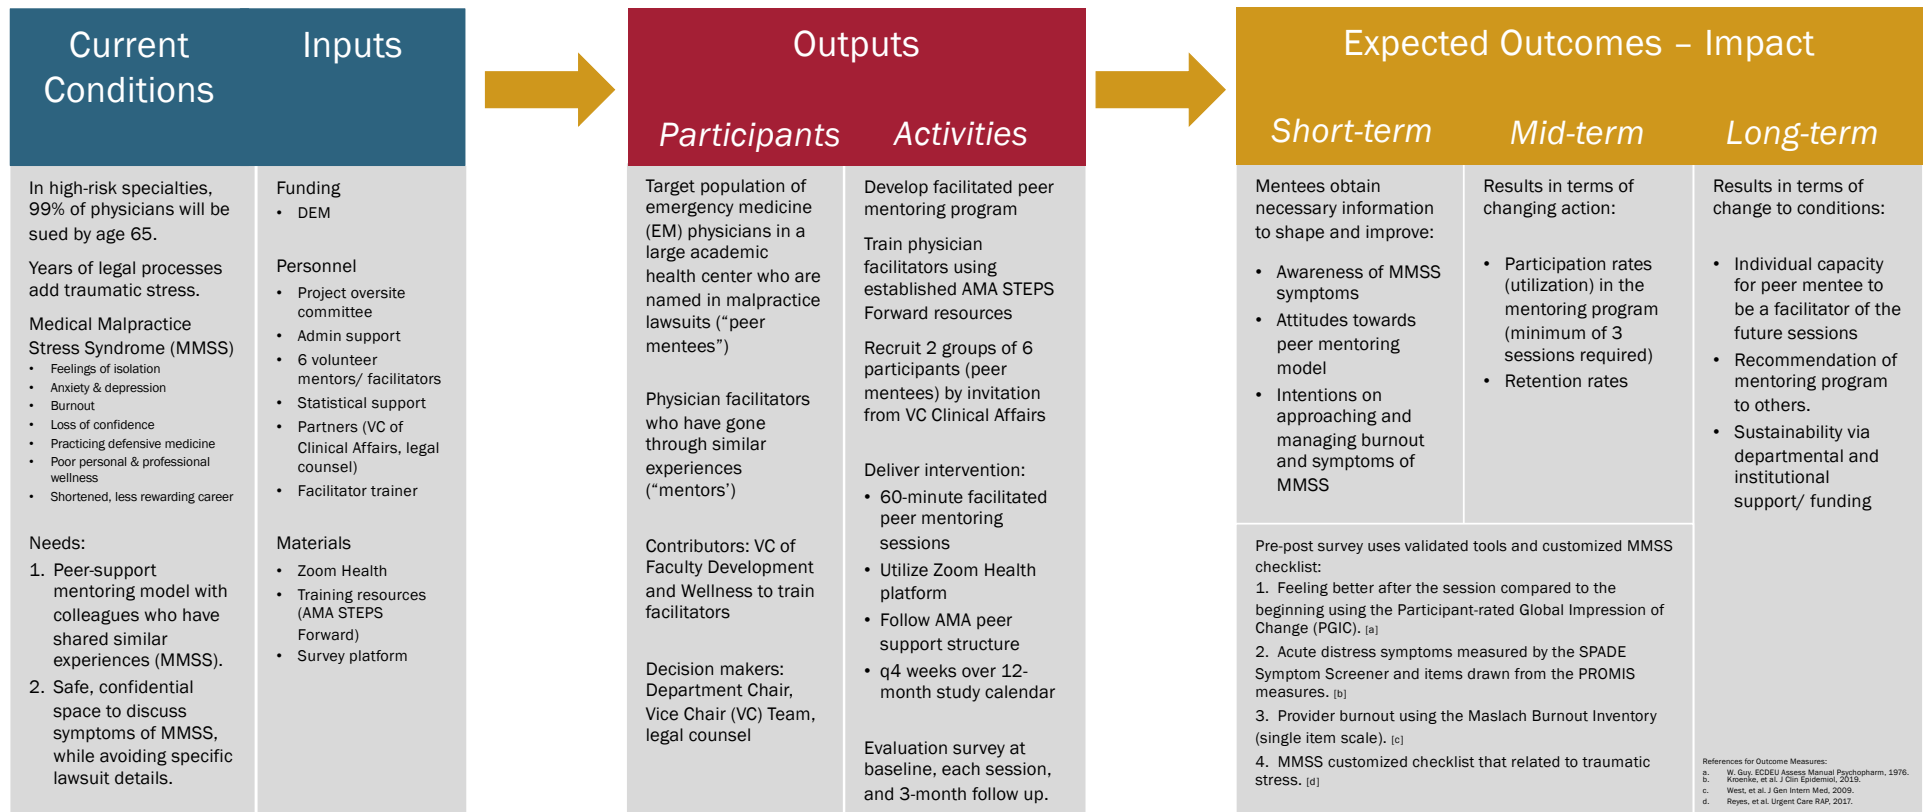 Current
Conditions
Inputs
In high-risk specialties,
99% of physicians will be
sued by age 65.
Years of legal processes
add traumatic stress.
Medical Malpractice
Stress Syndrome (MMSS)
• Feelings of isolation
• Anxiety & depression
• Burnout
• Loss of confidence
• Practicing defensive medicine
• Poor personal & professional
wellness
• Shortened, less rewarding career
Needs:
1. Peer-support
mentoring model with
colleagues who have
shared similar
experiences (MMSS).
2. Safe, confidential
space to discuss
symptoms of MMSS,
while avoiding specific
lawsuit details.
Funding
• DEM
Personnel
• Project oversite
committee
• Admin support
• 6 volunteer
mentors/ facilitators
• Statistical support
• Partners (VC of
Clinical Affairs, legal
counsel)
• Facilitator trainer
Materials
• Zoom Health
• Training resources
(AMA STEPS
Forward)
• Survey platform
Outputs
Participants
Activities
Target population of
emergency medicine
(EM) physicians in a
large academic
health center who are
named in malpractice
lawsuits (“peer
mentees”)
Physician facilitators
who have gone
through similar
experiences
(“mentors’)
Contributors: VC of
Faculty Development
and Wellness to train
facilitators
Decision makers:
Department Chair,
Vice Chair (VC) Team,
legal counsel
Develop facilitated peer
mentoring program
Train physician
facilitators using
established AMA STEPS
Forward resources
Recruit 2 groups of 6
participants (peer
mentees) by invitation
from VC Clinical Affairs
Deliver intervention:
• 60-minute facilitated
peer mentoring
sessions
• Utilize Zoom Health
platform
• Follow AMA peer
support structure
• q4 weeks over 12-
month study calendar
Evaluation survey at
baseline, each session,
and 3-month follow up.
Expected Outcomes – Impact
Short-term
Mid-term
Long-term
Mentees obtain
necessary information
to shape and improve:
• Awareness of MMSS
symptoms
• Attitudes towards
peer mentoring
model
• Intentions on
approaching and
managing burnout
and symptoms of
MMSS
Results in terms of
changing action:
• Participation rates
(utilization) in the
mentoring program
(minimum of 3
sessions required)
• Retention rates
Pre-post survey uses validated tools and customized MMSS
checklist:
1. Feeling better after the session compared to the
beginning using the Participant-rated Global Impression of
Change (PGIC). [a]
2. Acute distress symptoms measured by the SPADE
Symptom Screener and items drawn from the PROMIS
measures. [b]
3. Provider burnout using the Maslach Burnout Inventory
(single item scale). [c]
4. MMSS customized checklist that related to traumatic
stress. [d]
Results in terms of
change to conditions:
• Individual capacity
for peer mentee to
be a facilitator of the
future sessions
• Recommendation of
mentoring program
to others.
• Sustainability via
departmental and
institutional
support/ funding
References for Outcome Measures:
a. W. Guy. ECDEU Assess Manual Psychopharm, 1976.
b. Kroenke, et al. J Clin Epidemiol, 2019.
c. West, et al. J Gen Intern Med, 2009.
d. Reyes, et al. Urgent Care RAP, 2017.